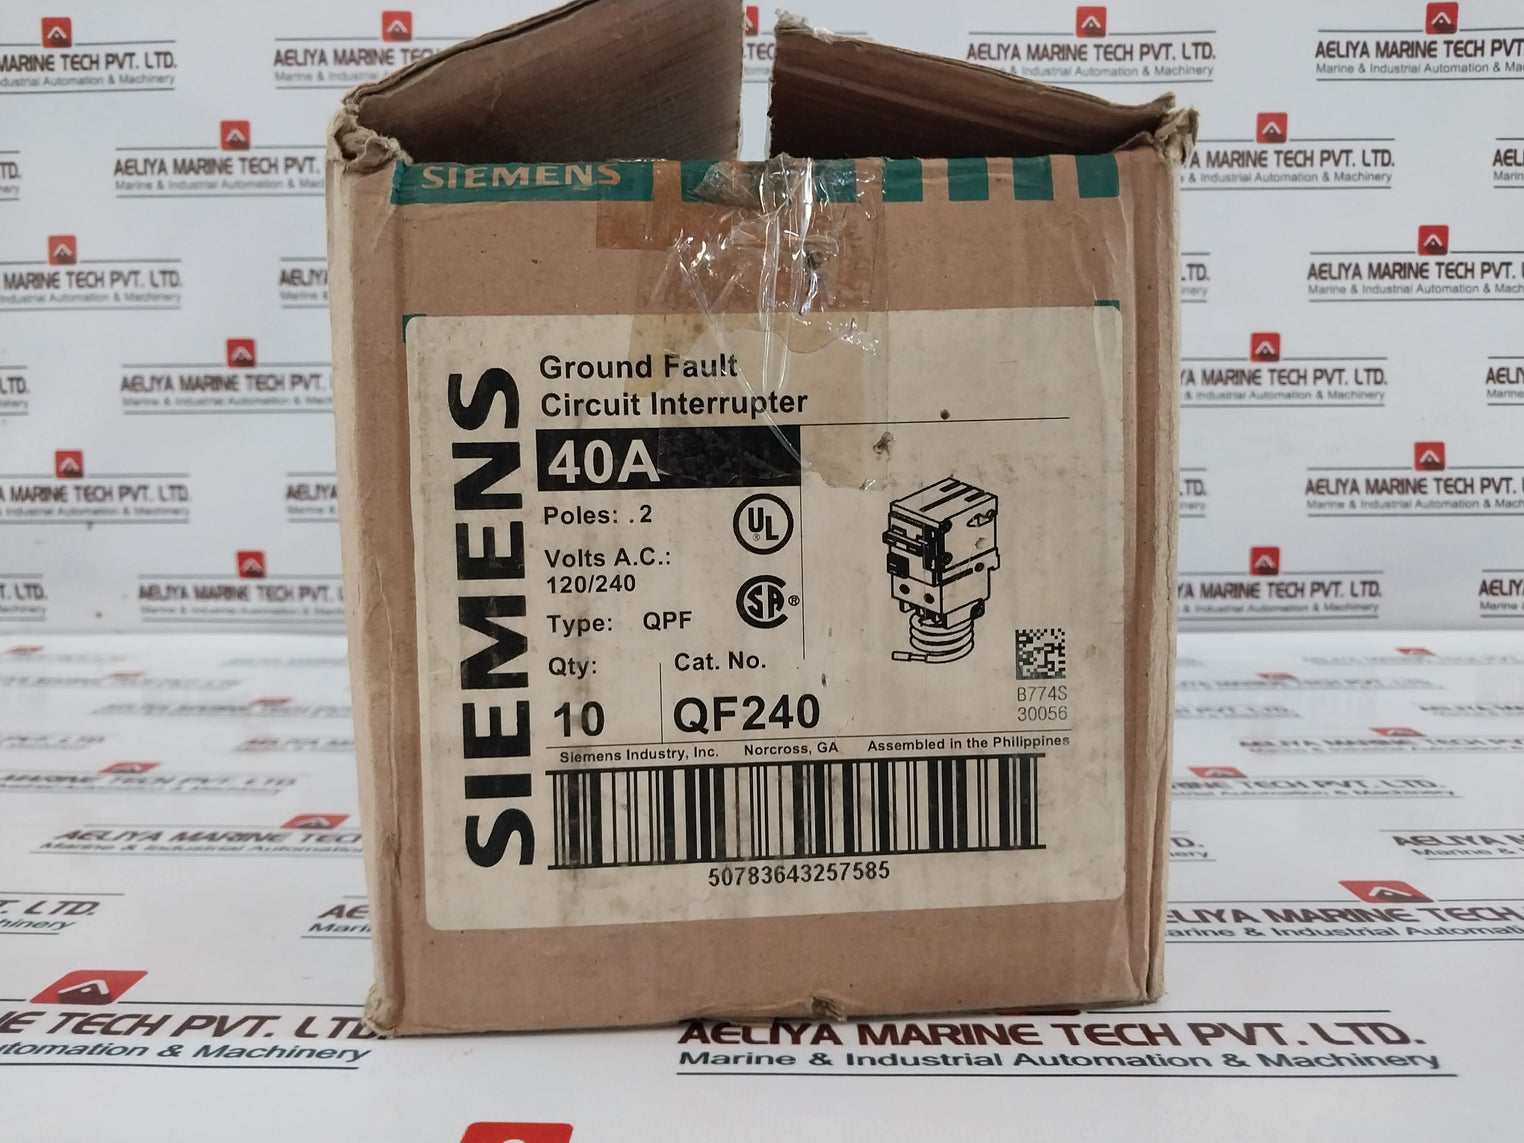 SIEMENS
SIEMENS
Ground Fault
Circuit Interrupter
40A
Poles: . 2
Volts A.C.:
120/240
Type: QPF
UL
SA
Qty: Cat. No.
10 QF240
B774S
30056
Siemens Industry, Inc. Norcross, GA Assembled in the Philippines
50783643257585
AELIYA MARINE TECH PVT. LTD.
Marine & Industrial Automation & Machinery